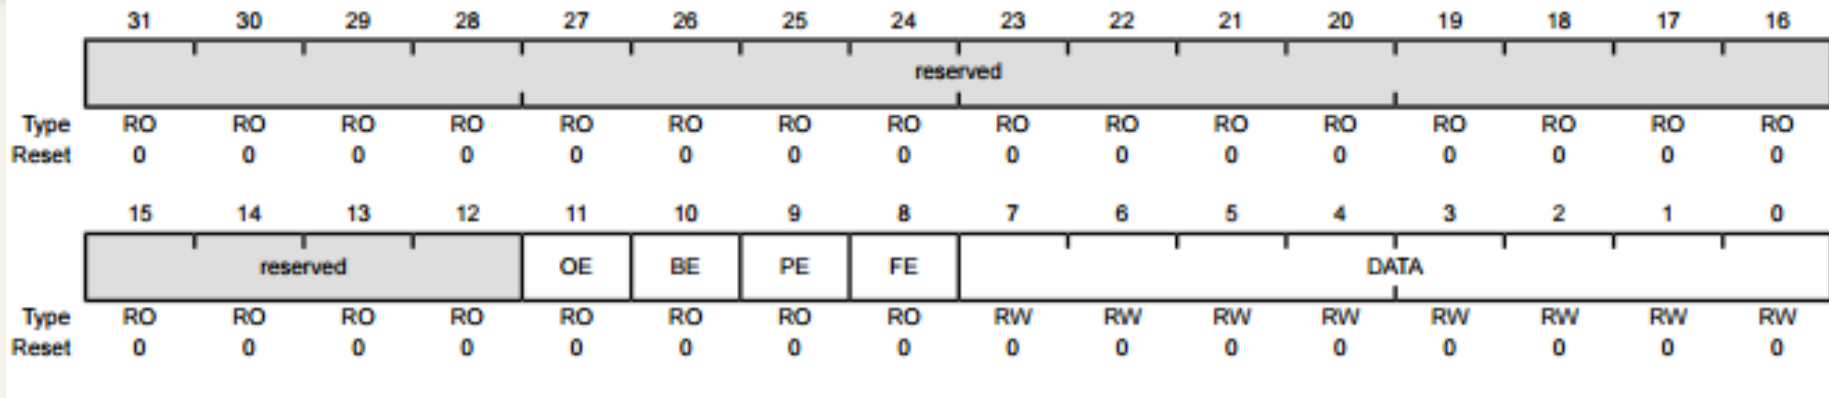 31 30 29 28 27 26 25 24 23 22 21 20 19 18 17 16
reserved
Type RO RO RO RO RO RO RO RO RO RO RO RO RO RO RO RO
Reset 0 0 0 0 0 0 0 0 0 0 0 0 0 0 0 0
15 14 13 12 11 10 9 8 7 6 5 4 3 2 1 0
reserved OE BE PE FE DATA
Type RO RO RO RO RO RO RO RO RW RW RW RW RW RW RW RW
Reset 0 0 0 0 0 0 0 0 0 0 0 0 0 0 0 0